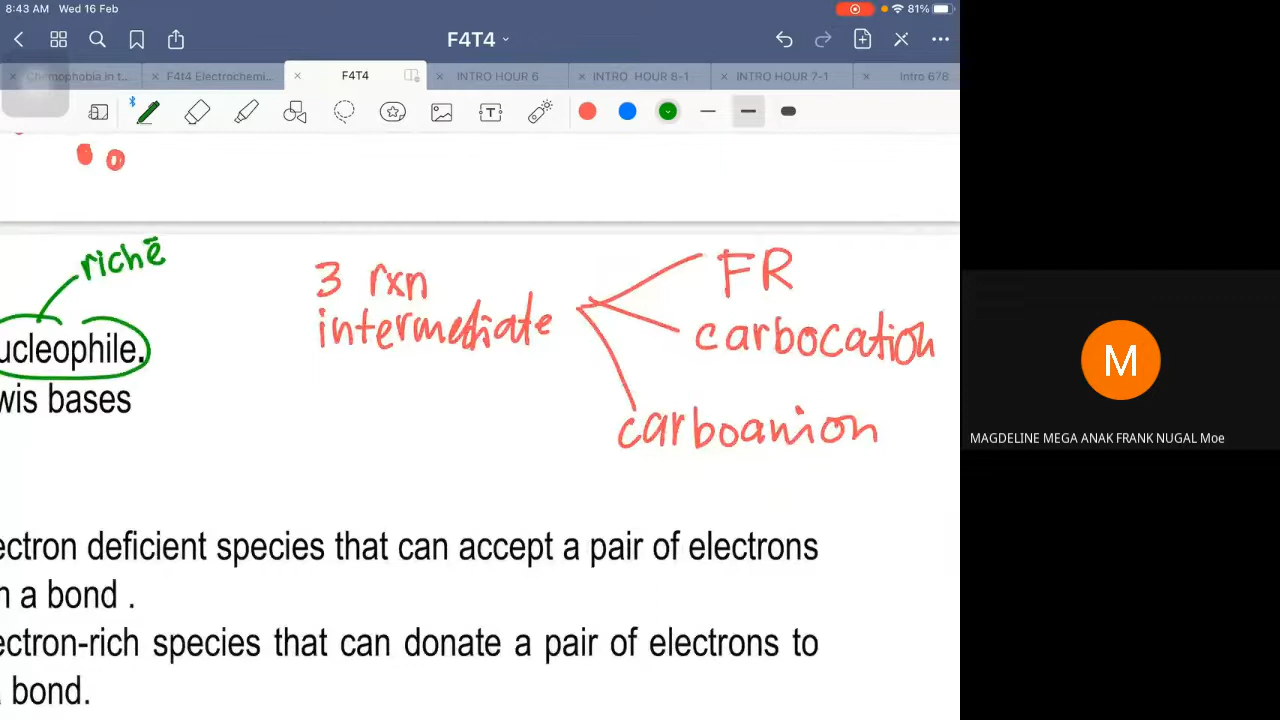 8:43 AM Wed 16 Feb
81%
F4T4
Chemophobia in t...
F4t4 Electrochemi...
F4T4
INTRO HOUR 6
INTRO HOUR 8-1
INTRO HOUR 7-1
Intro 678
T
rich ē
3 rxn
intermediate
FR
carbocation
ucleophile.
wis bases
carboanion
M
MAGDELINE MEGA ANAK FRANK NUGAL Moe
ectron deficient species that can accept a pair of electrons
n a bond .
ectron-rich species that can donate a pair of electrons to
a bond.